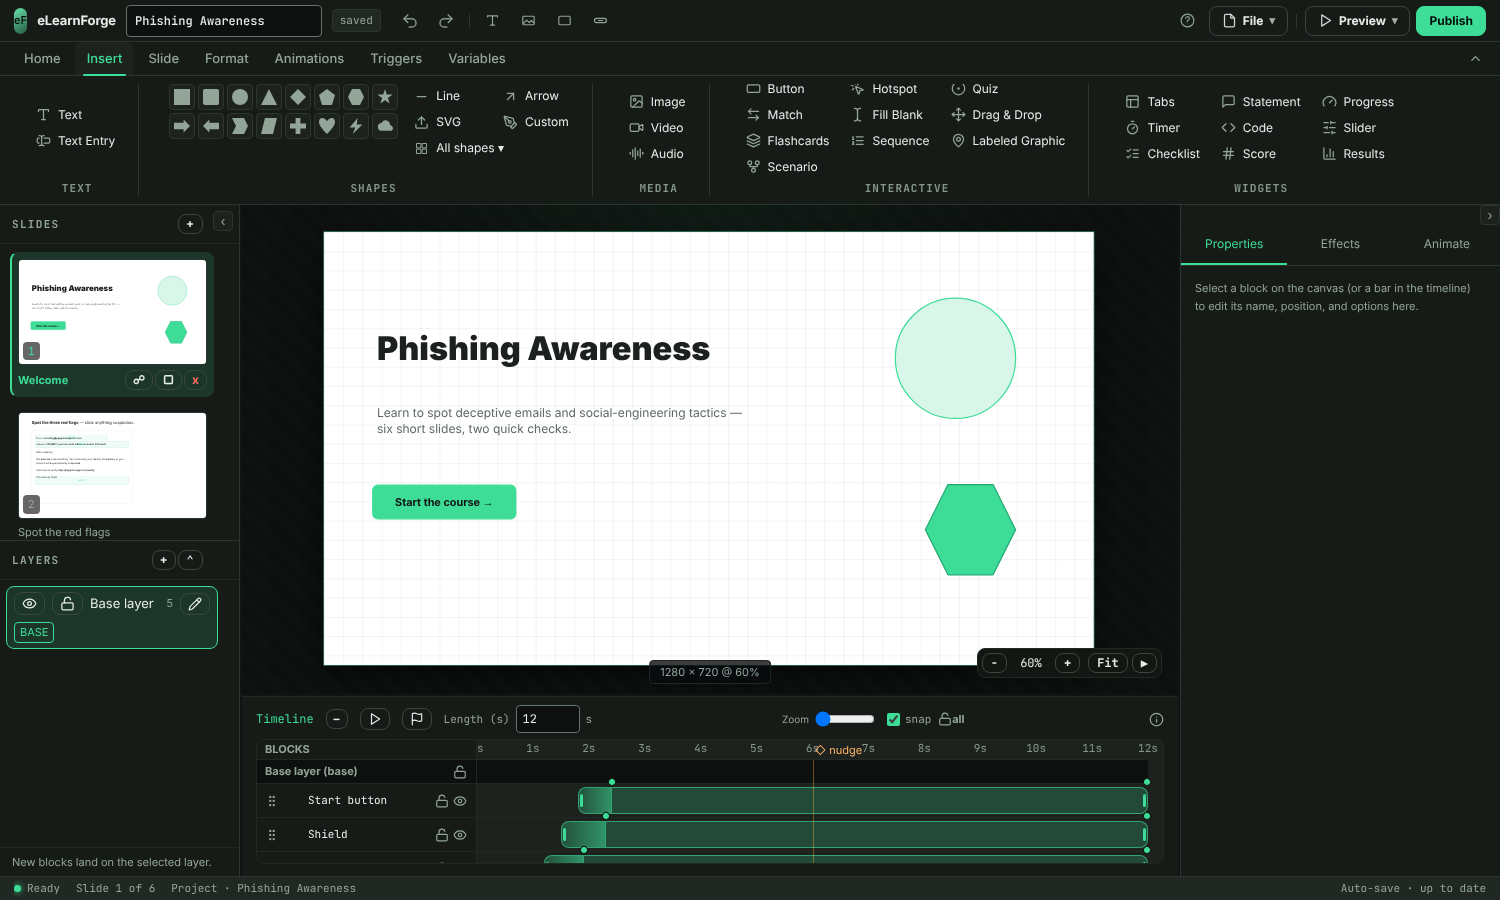 eF eLearnForge Phishing Awareness saved File ▾ Preview ▾ Publish
Home Insert Slide Format Animations Triggers Variables
Text
Text Entry
TEXT
Line Arrow
SVG Custom
All shapes ▾
SHAPES
Image
Video
Audio
MEDIA
Button Hotspot Quiz
Match Fill Blank Drag & Drop
Flashcards Sequence Labeled Graphic
Scenario
INTERACTIVE
Tabs Statement Progress
Timer Code Slider
Checklist Score Results
WIDGETS
SLIDES + ‹
Phishing Awareness
1
Welcome x
Spot the three red flags — click anything suspicious.
2
Spot the red flags
LAYERS + ^
Base layer 5
BASE
New blocks land on the selected layer.
Phishing Awareness
Learn to spot deceptive emails and social-engineering tactics —
six short slides, two quick checks.
Start the course →
1280 × 720 @ 60%
- 60% + Fit ▶
›
Properties Effects Animate
Select a block on the canvas (or a bar in the timeline)
to edit its name, position, and options here.
Timeline − Length (s) 12 s Zoom snap all
BLOCKS s 1s 2s 3s 4s 5s 6s nudge 7s 8s 9s 10s 11s 12s
Base layer (base)
Start button
Shield
Ready Slide 1 of 6 Project · Phishing Awareness Auto-save · up to date